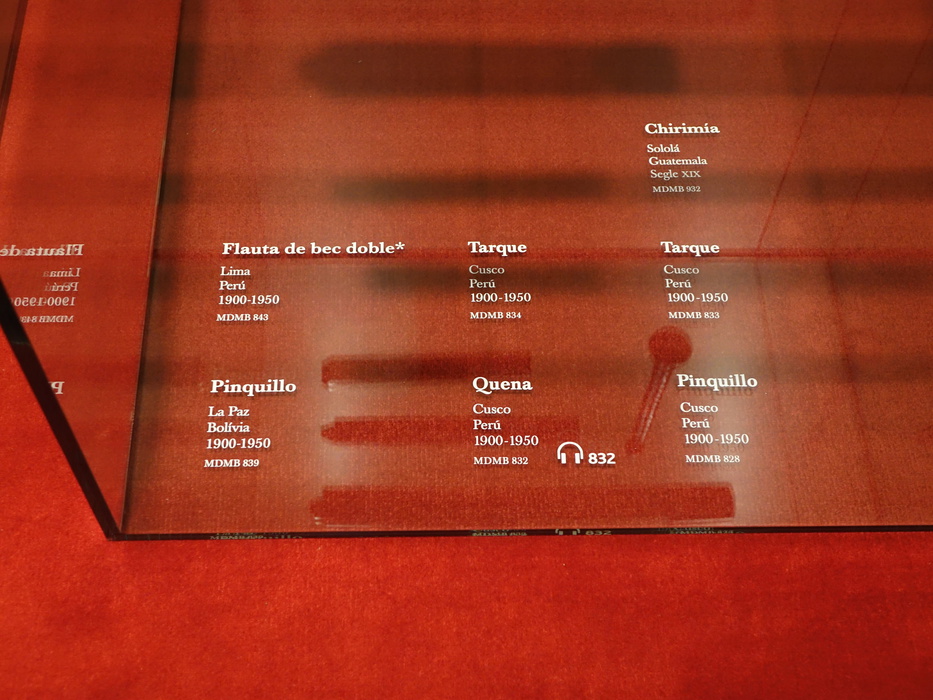 Chirimía
Sololá
Guatemala
Segle XIX
MDMB 932
Flauta de bec doble*
Lima
Perú
1900-1950
MDMB 843
Tarque
Cusco
Perú
1900-1950
MDMB 834
Tarque
Cusco
Perú
1900-1950
MDMB 833
Pinquillo
La Paz
Bolívia
1900-1950
MDMB 839
Quena
Cusco
Perú
1900-1950
MDMB 832
832
Pinquillo
Cusco
Perú
1900-1950
MDMB 828